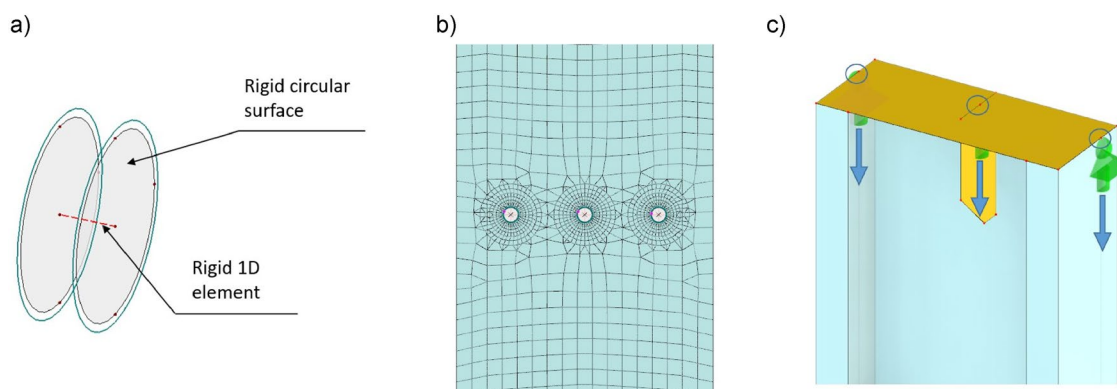 a)
Rigid circular
surface
Rigid 1D
element
b)
c)